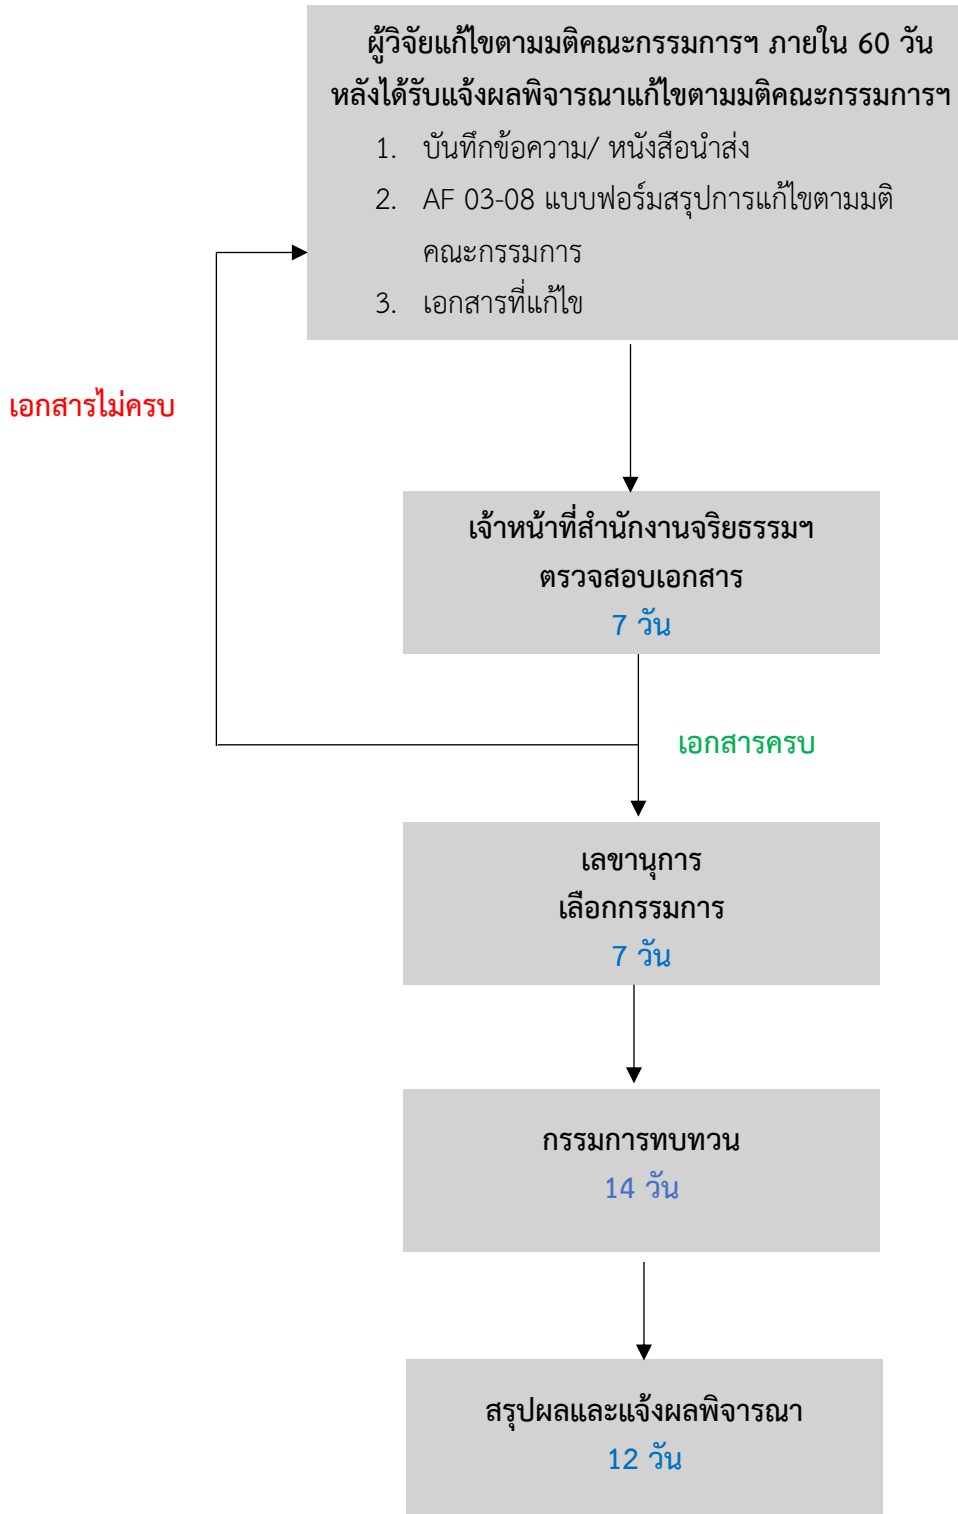 ผู้วิจัยแก้ไขตามมติคณะกรรมการฯ ภายใน 60 วัน
หลังได้รับแจ้งผลพิจารณาแก้ไขตามมติคณะกรรมการฯ
1. บันทึกข้อความ/ หนังสือนำส่ง
2. AF 03-08 แบบฟอร์มสรุปการแก้ไขตามมติ
คณะกรรมการ
3. เอกสารที่แก้ไข
เอกสารไม่ครบ
เจ้าหน้าที่สำนักงานจริยธรรมฯ
ตรวจสอบเอกสาร
7 วัน
เอกสารครบ
เลขานุการ
เลือกกรรมการ
7 วัน
กรรมการทบทวน
14 วัน
สรุปผลและแจ้งผลพิจารณา
12 วัน